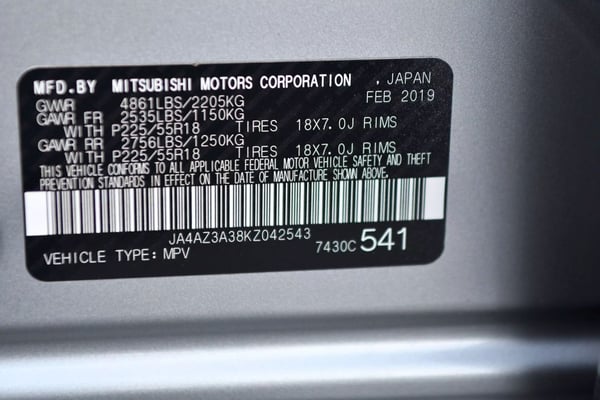 MFD.BY MITSUBISHI MOTORS CORPORATION , JAPAN
GVWR 4861LBS/2205KG FEB 2019
GAWR FR 2535LBS/1150KG
WITH P225/55R18 TIRES 18X7.0J RIMS
GAWR RR 2756LBS/1250KG
WITH P225/55R18 TIRES 18X7.0J RIMS
THIS VEHICLE CONFORMS TO ALL APPLICABLE FEDERAL MOTOR VEHICLE SAFETY AND THEFT
PREVENTION STANDARDS IN EFFECT ON THE DATE OF MANUFACTURE SHOWN ABOVE.
JA4AZ3A38KZ042543
VEHICLE TYPE: MPV 7430C 541